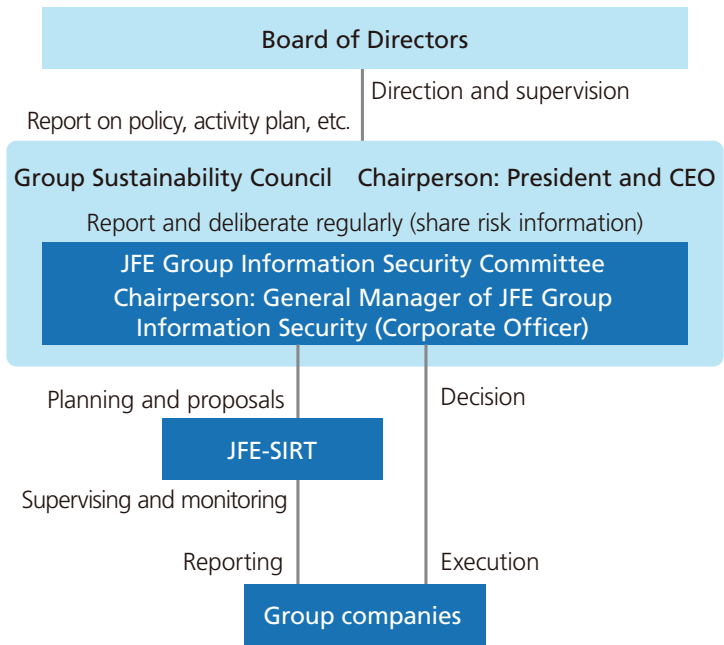 Board of Directors
Direction and supervision
Report on policy, activity plan, etc.
Group Sustainability Council Chairperson: President and CEO
Report and deliberate regularly (share risk information)
JFE Group Information Security Committee
Chairperson: General Manager of JFE Group
Information Security (Corporate Officer)
Planning and proposals
Decision
JFE-SIRT
Supervising and monitoring
Reporting
Execution
Group companies